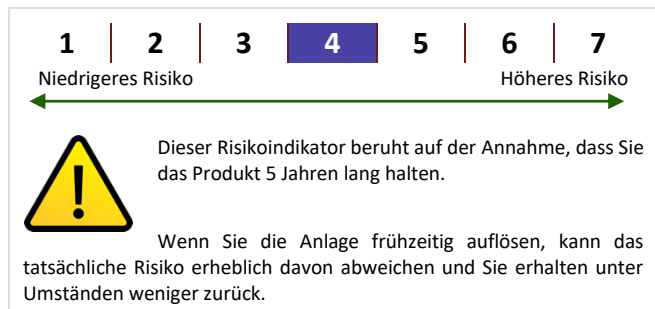 1 2 3 4 5 6 7
Niedrigeres Risiko Höheres Risiko
Dieser Risikoindikator beruht auf der Annahme, dass Sie
das Produkt 5 Jahren lang halten.
Wenn Sie die Anlage frühzeitig auflösen, kann das
tatsächliche Risiko erheblich davon abweichen und Sie erhalten unter
Umständen weniger zurück.